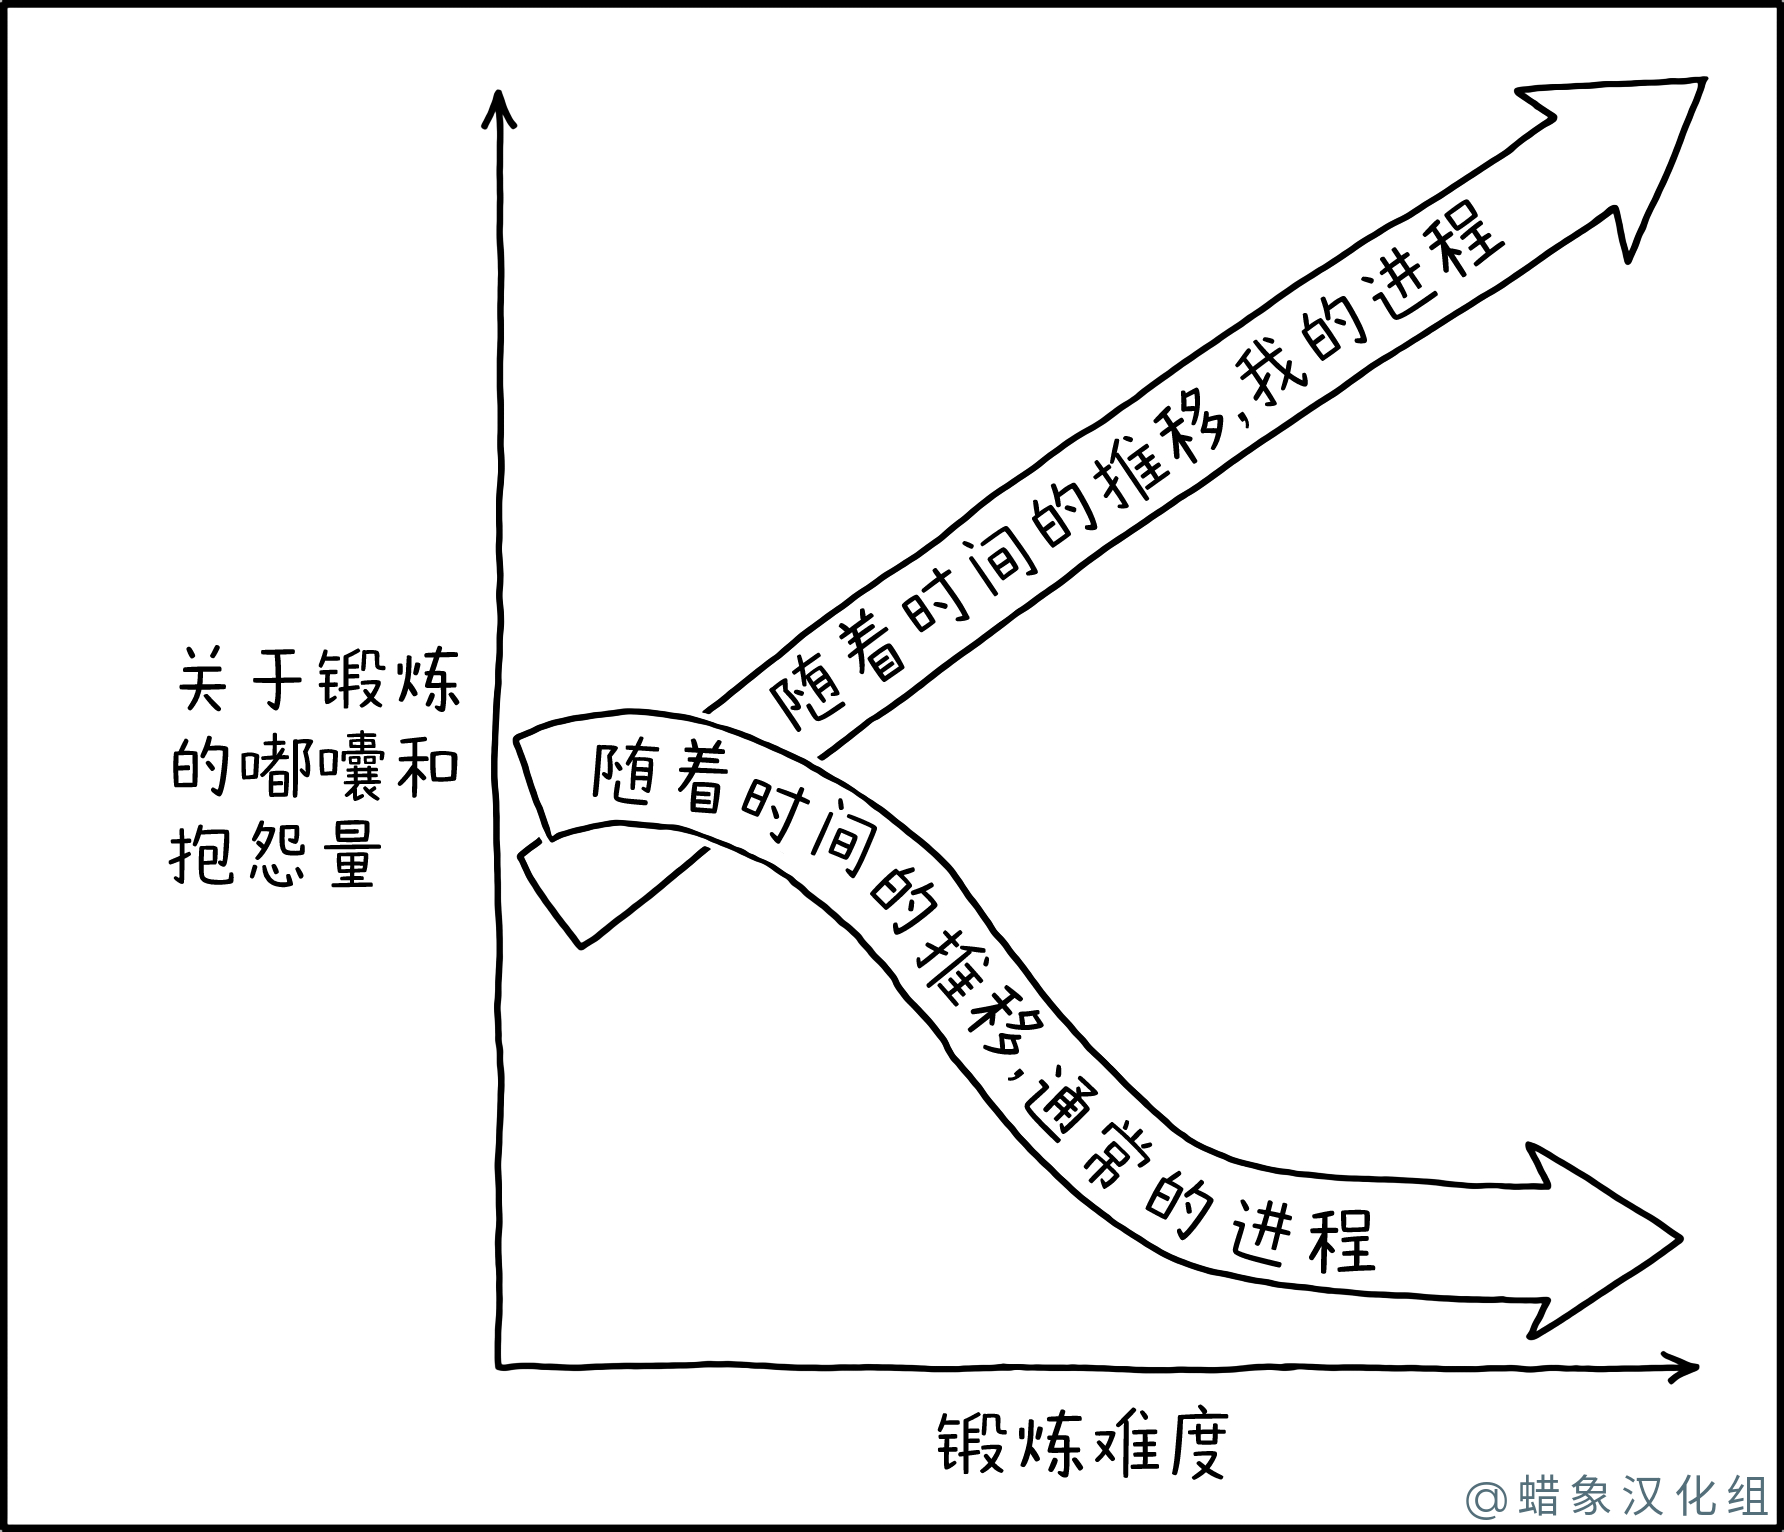 随着时间的推移,我的进程
关于锻炼
的嘟囔和
抱怨量
随着时间的推移,通常的进程
锻炼难度
@蜡象汉化组